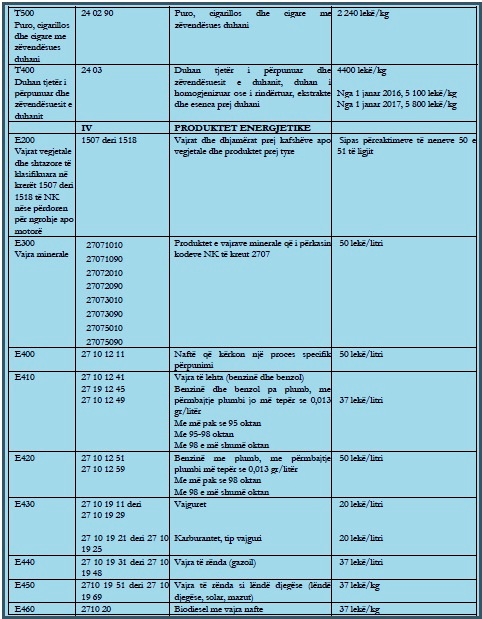 T500
Puro, cigarillos
dhe cigare me
zëvendësues
duhani
24 02 90
Puro, cigarillos dhe cigare me
zëvendësues duhani
2 240 lekë/kg
T400
Duhan tjetër i
përpunuar dhe
zëvendësuesit e
duhanit
24 03
Duhan tjetër i përpunuar dhe
zëvendësuesit e duhanit, duhan i
homogjenizuar ose i rindërtuar, ekstrakte
dhe esenca prej duhani
4400 lekë/kg
Nga 1 janar 2016, 5 100 lekë/kg
Nga 1 janar 2017, 5 800 lekë/kg
IV
PRODUKTET ENERGJETIKE
E200
Vajrat vegjetale
dhe shtazore të
klasifikuara në
krerët 1507 deri
1518 të NK
nëse përdoren
për ngrohje apo
motorë
1507 deri 1518
Vajrat dhe dhjamërat prej kafshëve apo
vegjetale dhe produktet prej tyre
Sipas përcaktimeve të neneve 50 e
51 të ligjit
E300
Vajra minerale
27071010
27071090
27072010
27072090
27073010
27073090
27075010
27075090
Produktet e vajrave minerale që i përkasin
kodeve NK të kreut 2707
50 lekë/litri
E400
27 10 12 11
Naftë që kërkon një proces specifik
përpunimi
50 lekë/litri
E410
27 10 12 41
27 19 12 45
27 10 12 49
Vajra të lehta (benzinë dhe benzol)
Benzinë dhe benzol pa plumb, me
përmbajtje plumbi jo më tepër se 0,013
gr/litër
Me më pak se 95 oktan
Me 95-98 oktan
Me 98 e më shumë oktan
37 lekë/litri
E420
27 10 12 51
27 10 12 59
Benzinë me plumb, me përmbajtje
plumbi më tepër se 0,013 gr/litër
Me më pak se 98 oktan
Me 98 e më shumë oktan
50 lekë/litri
E430
27 10 19 11 deri
27 10 19 29
Vajguret
20 lekë/litri
27 10 19 21 deri 27 10
19 25
Karburantet, tip vajguri
20 lekë/litri
E440
27 10 19 31 deri 27 10
19 48
Vajra të rënda (gazoil)
37 lekë/litri
E450
2710 19 51 deri 27 10
19 69
Vajra të rënda si lëndë djegëse (lëndë
djegëse, solar, mazut)
37 lekë/kg
E460
2710 20
Biodiesel me vajra nafte
37 lekë/kg